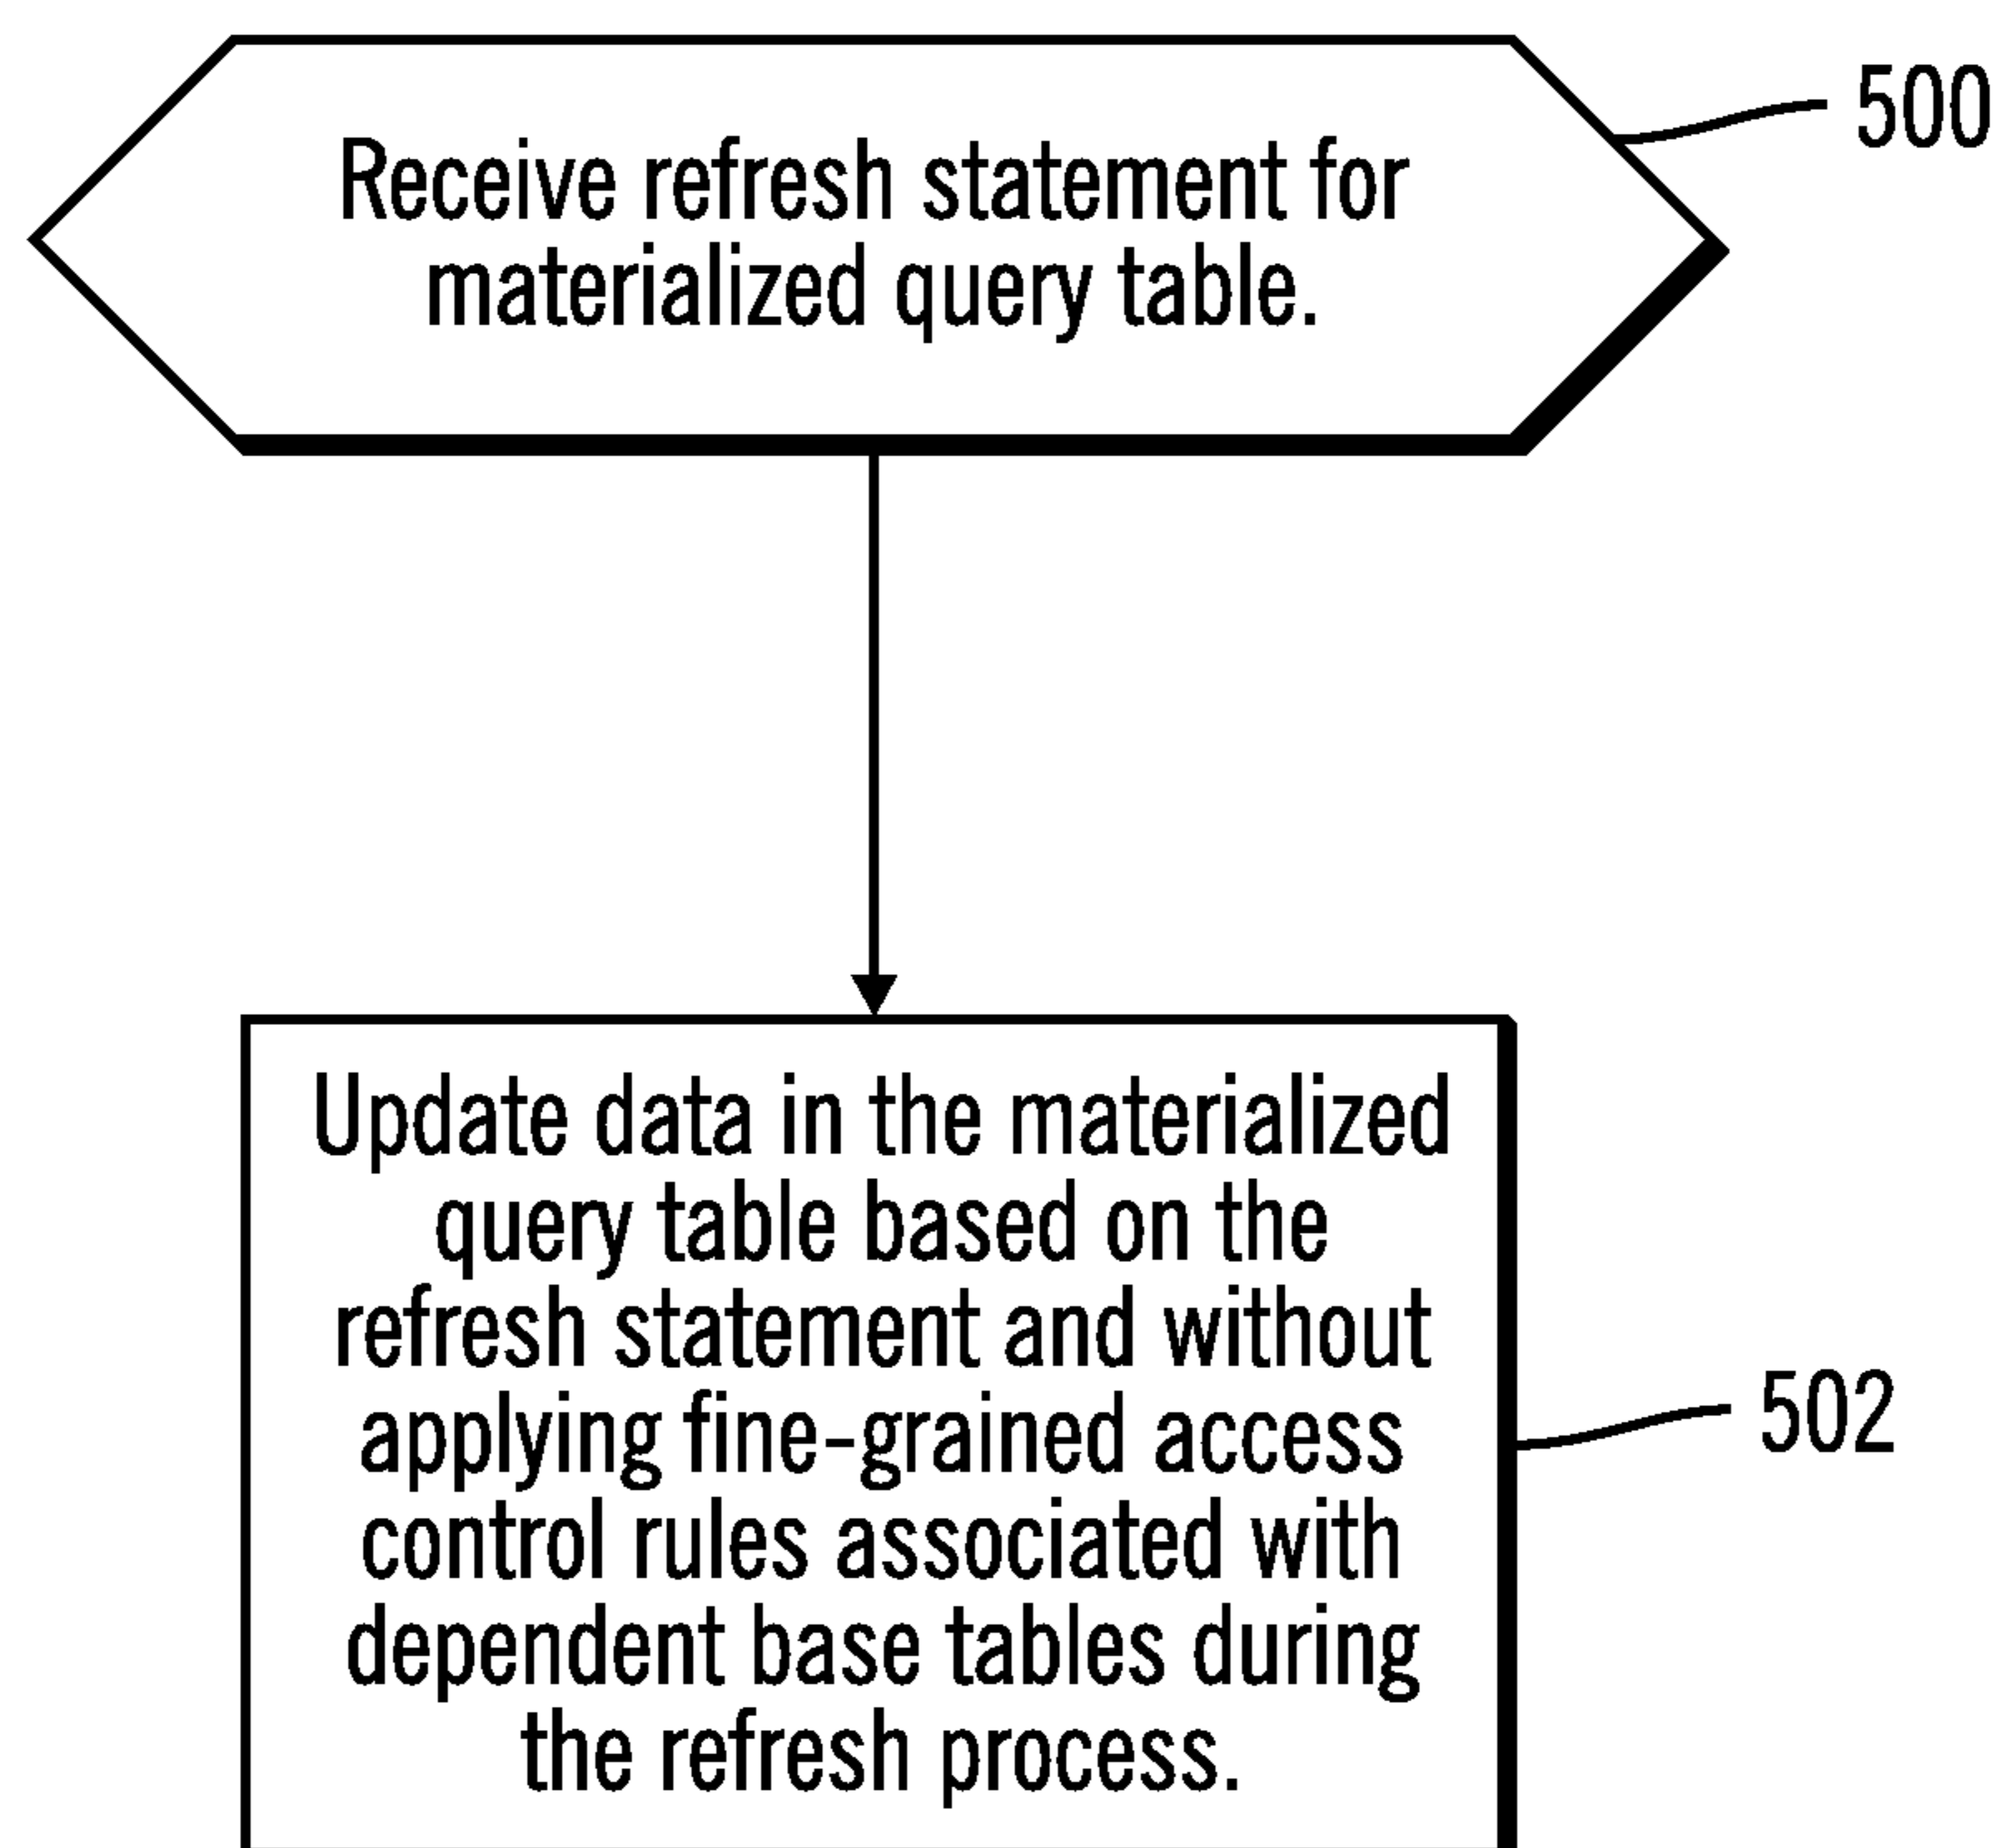 500
Receive refresh statement for
materialized query table.
Update data in the materialized
query table based on the
refresh statement and without
applying fine-grained access
control rules associated with
dependent base tables during
the refresh process.
502